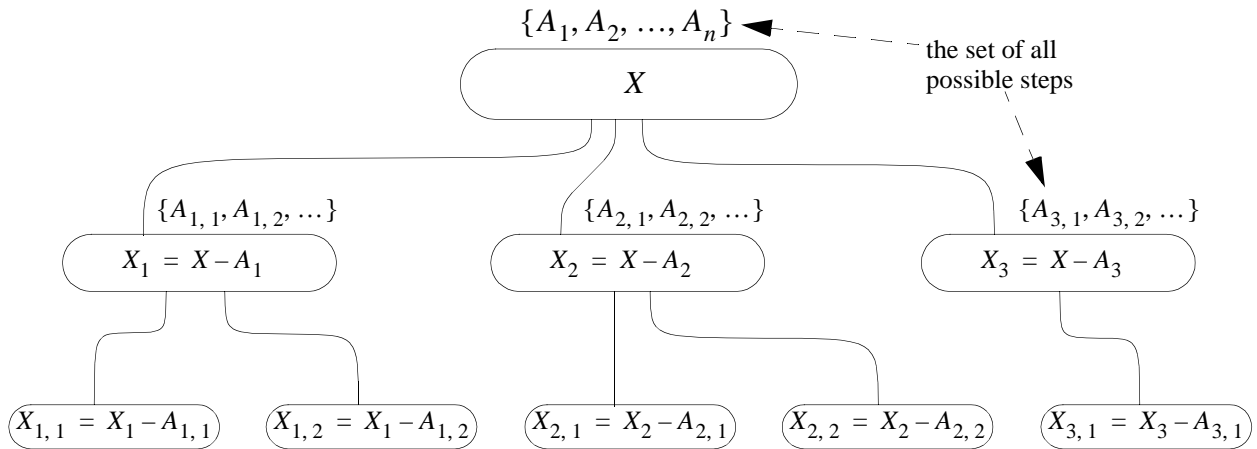 {A₁, A₂, …, Aₙ}
the set of all
possible steps
X
{A₁, ₁, A₁, ₂, …}
{A₂, ₁, A₂, ₂, …}
{A₃, ₁, A₃, ₂, …}
X₁ = X – A₁
X₂ = X – A₂
X₃ = X – A₃
X₁, ₁ = X₁ – A₁, ₁
X₁, ₂ = X₁ – A₁, ₂
X₂, ₁ = X₂ – A₂, ₁
X₂, ₂ = X₂ – A₂, ₂
X₃, ₁ = X₃ – A₃, ₁